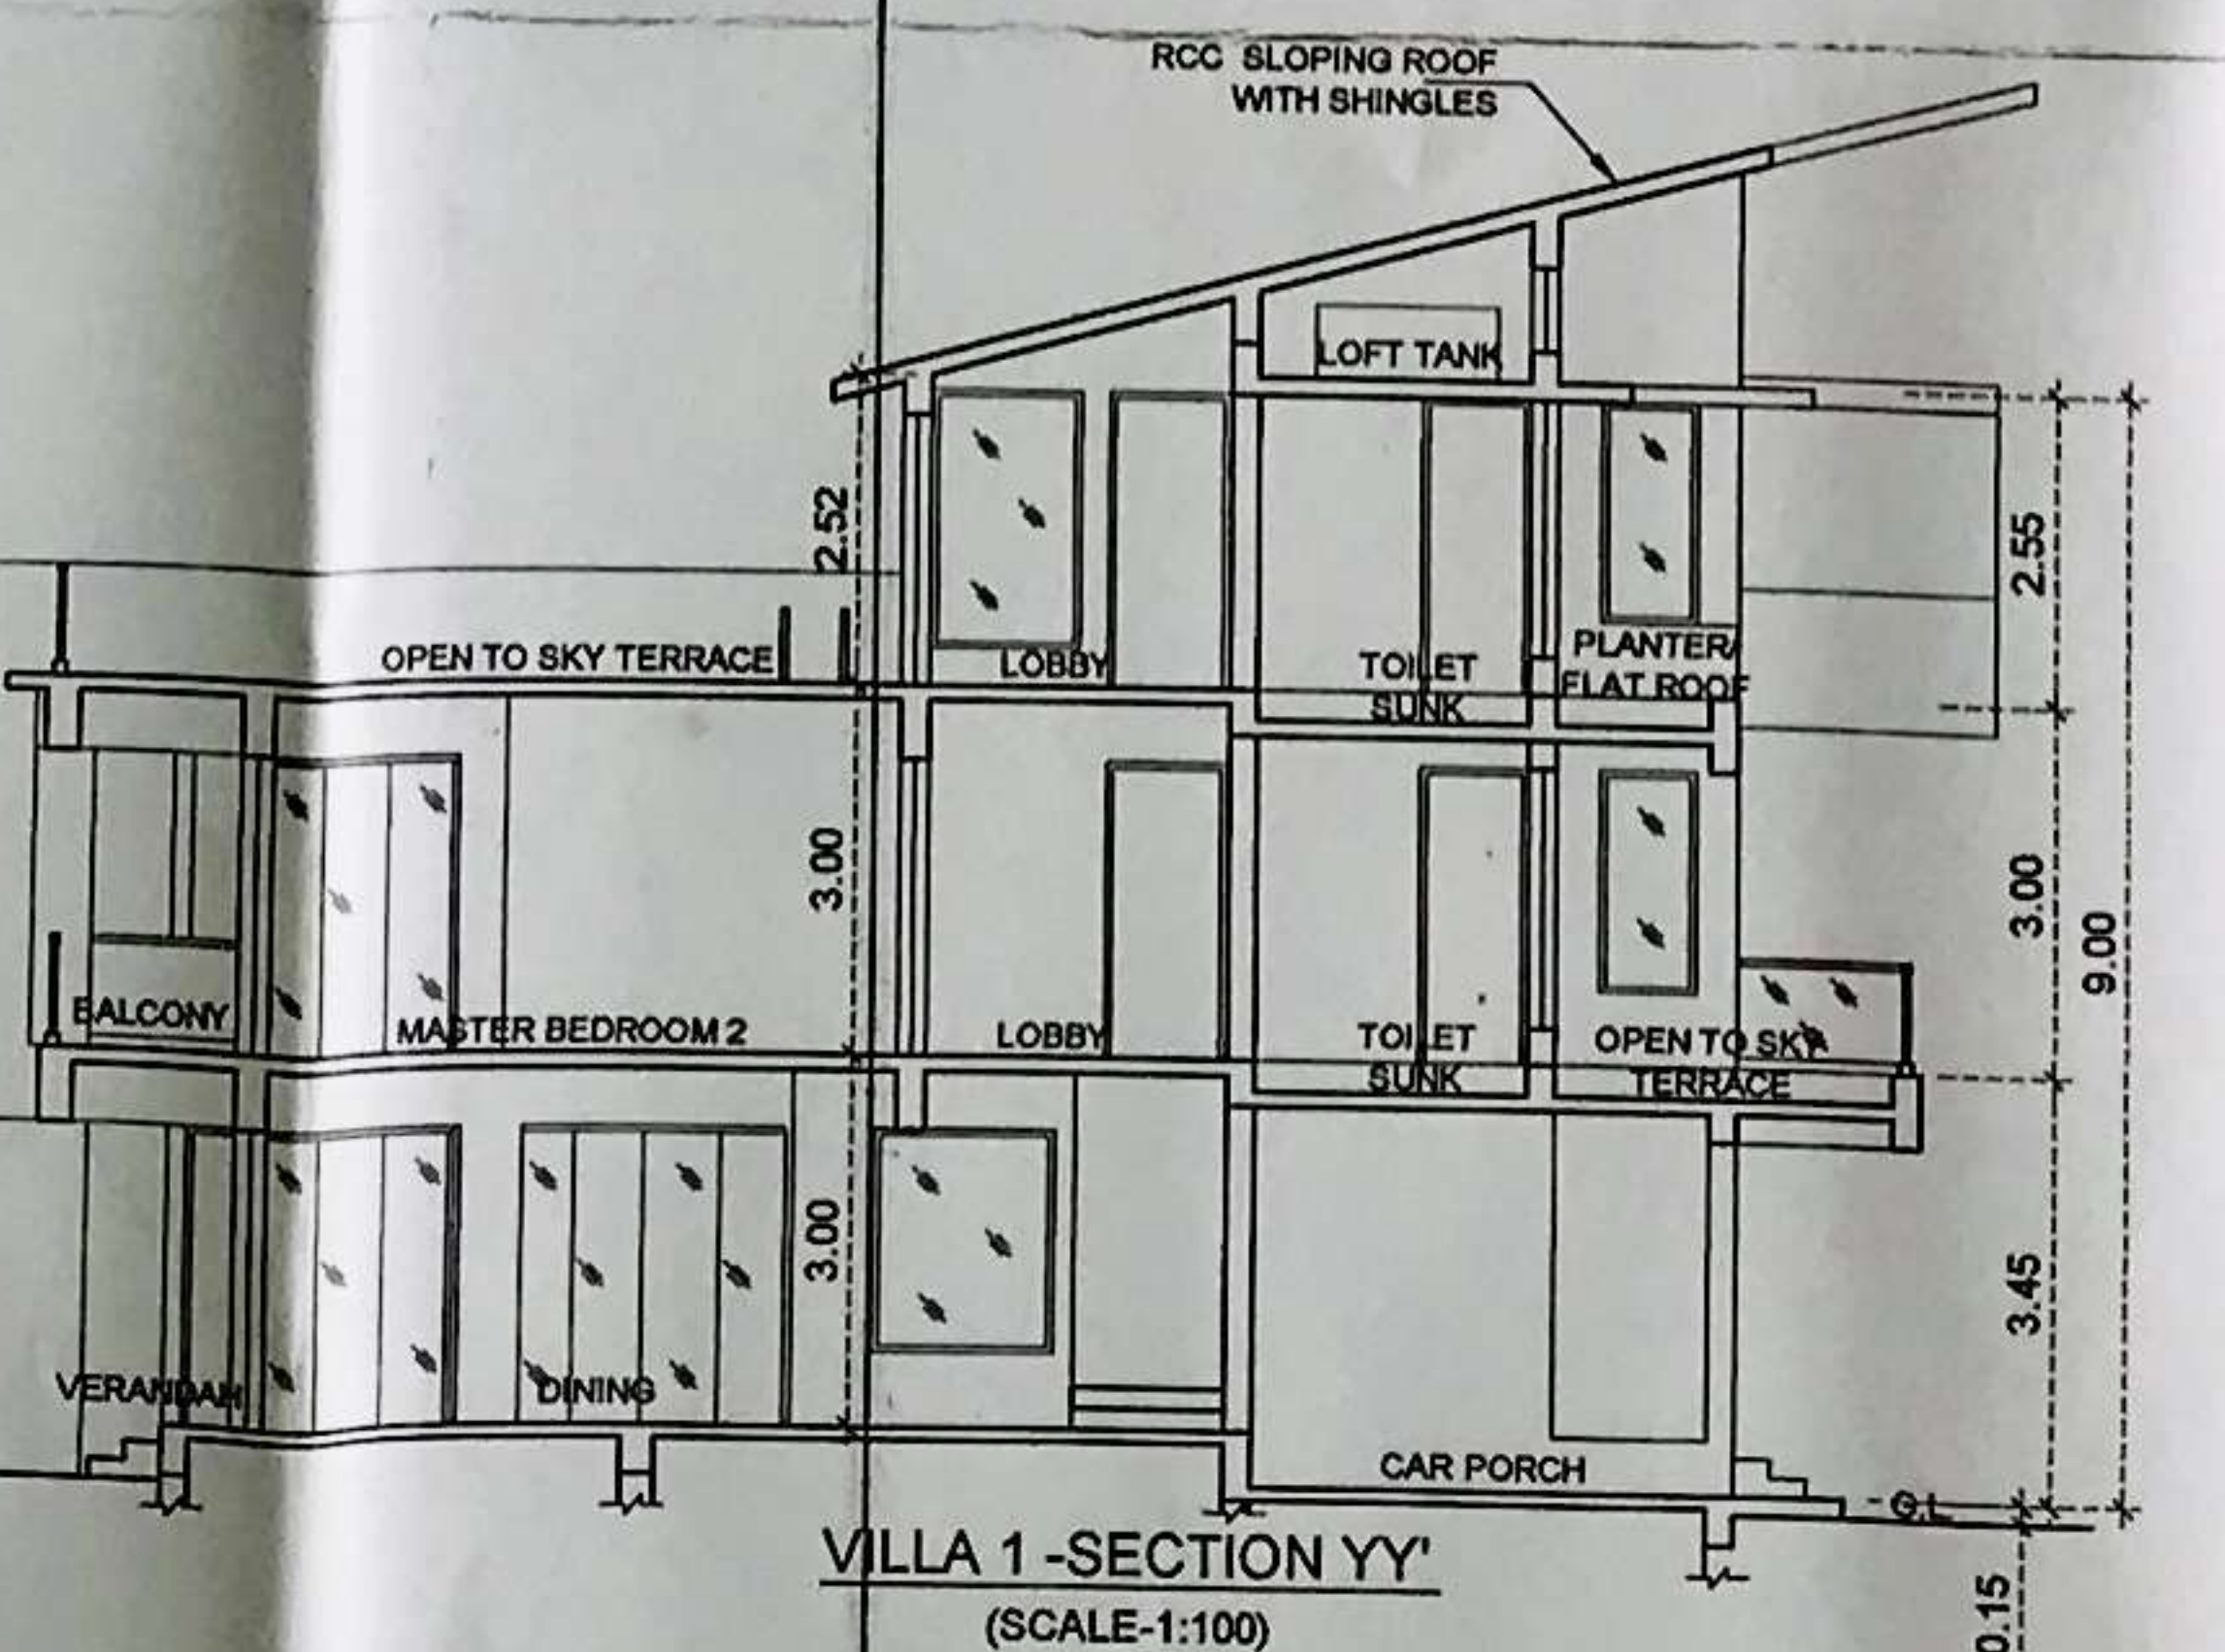 RCC SLOPING ROOF
WITH SHINGLES
LOFT TANK
2.52
2.55
OPEN TO SKY TERRACE
LOBBY
TOILET
SUNK
PLANTER/
FLAT ROOF
3.00
3.00
9.00
BALCONY
MASTER BEDROOM 2
LOBBY
TOILET
SUNK
OPEN TO SKY
TERRACE
3.00
3.45
VERANDAH
DINING
CAR PORCH
G.L
VILLA 1 -SECTION YY'
(SCALE-1:100)
0.15